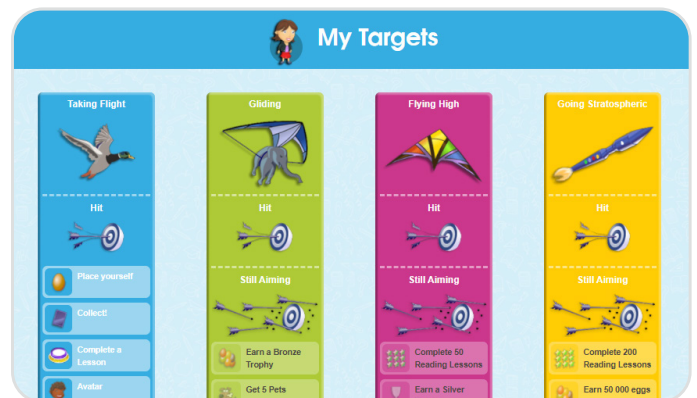 My Targets
Taking Flight
Hit
Place yourself
Collect!
Complete a
Lesson
Avatar
Gliding
Hit
Still Aiming
Earn a Bronze
Trophy
Get 5 Pets
Flying High
Hit
Still Aiming
Complete 50
Reading Lessons
Earn a Silver
Going Stratospheric
Hit
Still Aiming
Complete 200
Reading Lessons
Earn 50 000 eggs